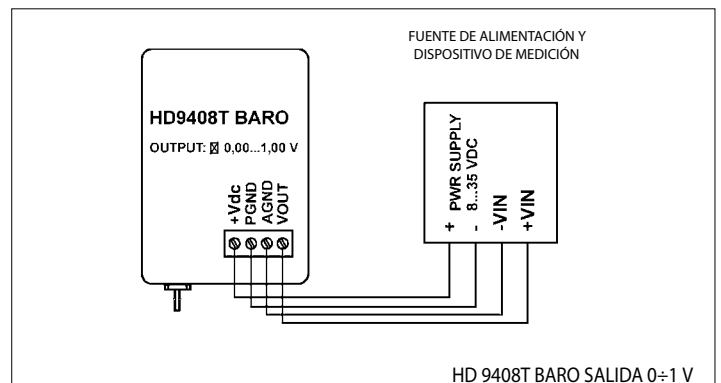 FUENTE DE ALIMENTACIÓN Y
DISPOSITIVO DE MEDICIÓN
HD9408T BARO
OUTPUT: ☒ 0,00...1,00 V
+Vdc
PGND
AGND
VOUT
+ PWR SUPPLY
- 8...35 VDC
-VIN
+VIN
HD 9408T BARO SALIDA 0÷1 V